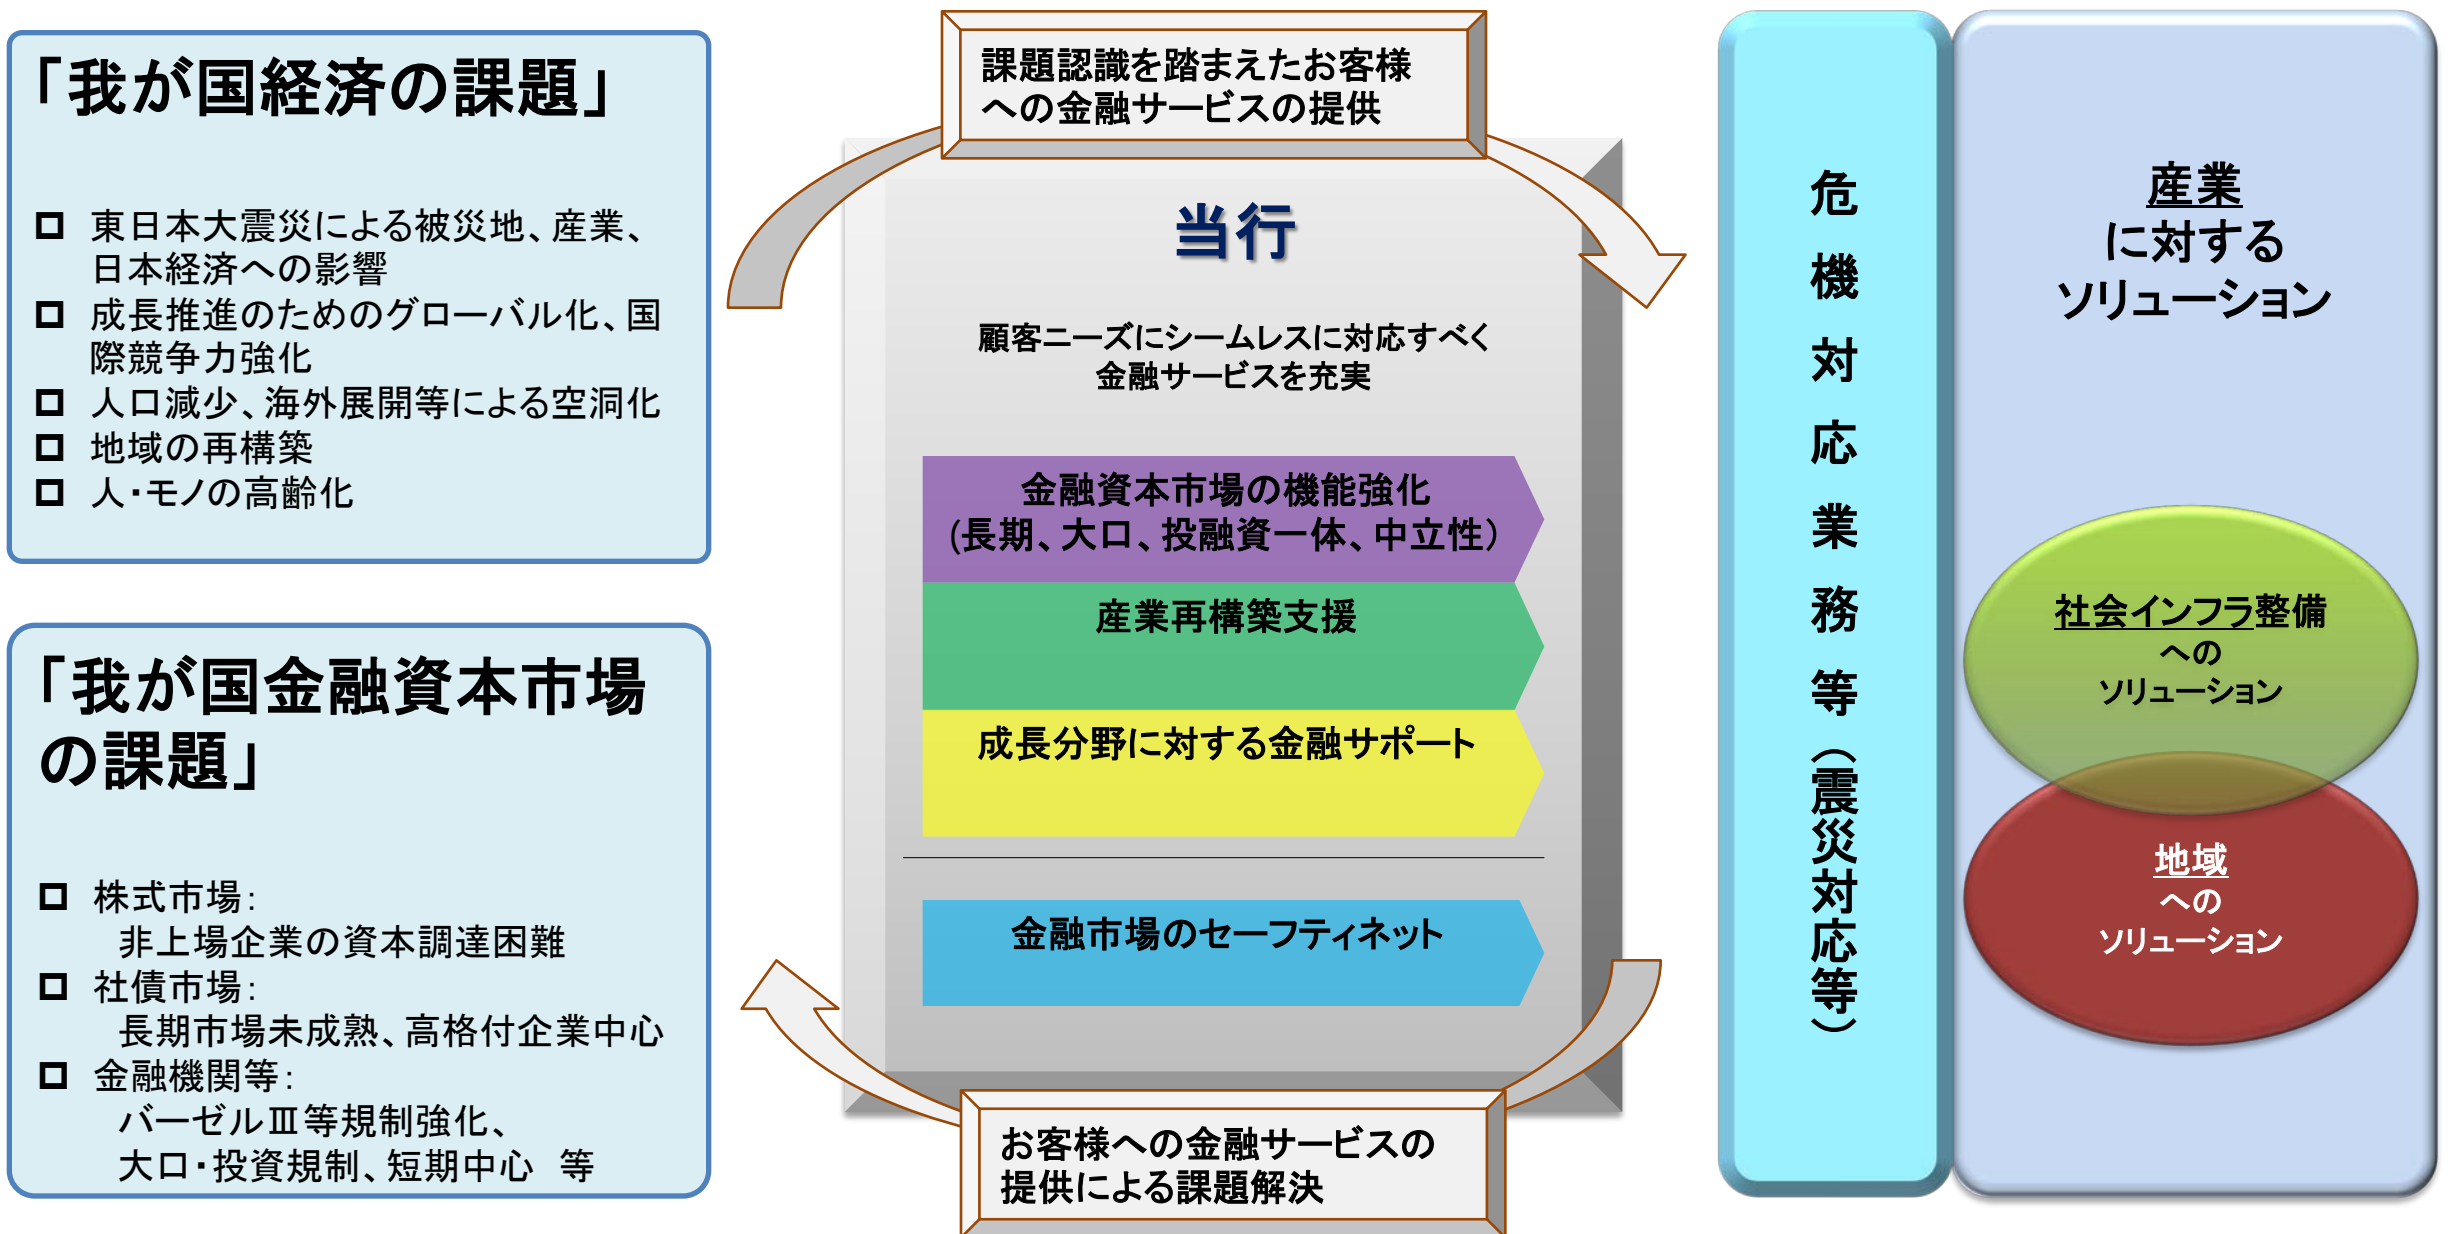 「我が国経済の課題」
東日本大震災による被災地、産業、
日本経済への影響
成長推進のためのグローバル化、国
際競争力強化
人口減少、海外展開等による空洞化
地域の再構築
人・モノの高齢化
「我が国金融資本市場
の課題」
株式市場：
非上場企業の資本調達困難
社債市場：
長期市場未成熟、高格付企業中心
金融機関等：
バーゼルⅢ等規制強化、
大口・投資規制、短期中心　等
課題認識を踏まえたお客様
への金融サービスの提供
当行
顧客ニーズにシームレスに対応すべく
金融サービスを充実
金融資本市場の機能強化
(長期、大口、投融資一体、中立性）
産業再構築支援
成長分野に対する金融サポート
金融市場のセーフティネット
お客様への金融サービスの
提供による課題解決
危機対応業務等（震災対応等）
産業
に対する
ソリューション
社会インフラ整備
への
ソリューション
地域
への
ソリューション